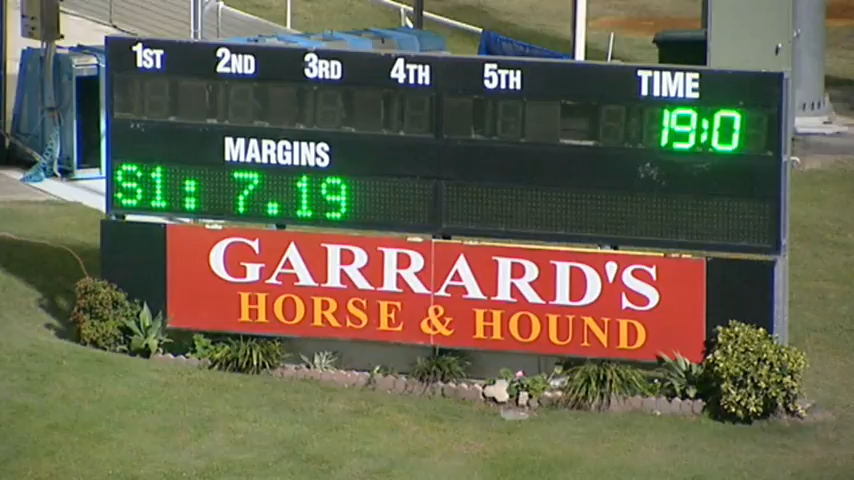 1ST 2ND 3RD 4TH 5TH TIME
19:0
MARGINS
S1: 7.19
GARRARD'S
HORSE & HOUND